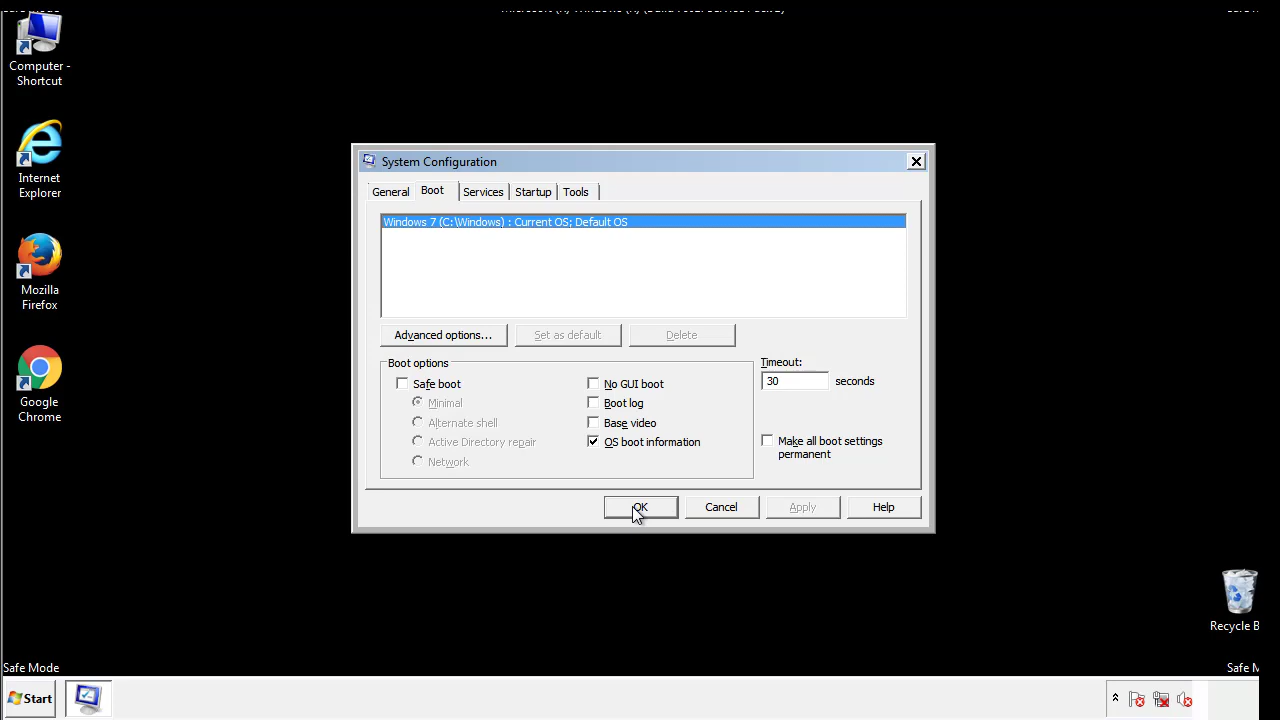 Computer -
Shortcut
Internet
Explorer
Mozilla
Firefox
Google
Chrome
System Configuration
General
Boot
Services
Startup
Tools
Windows 7 (C:\Windows) : Current OS; Default OS
Advanced options...
Set as default
Delete
Boot options
Safe boot
Minimal
Alternate shell
Active Directory repair
Network
No GUI boot
Boot log
Base video
OS boot information
Timeout:
30 seconds
Make all boot settings
permanent
OK
Cancel
Apply
Help
Recycle B
Safe Mode
Safe M
Start